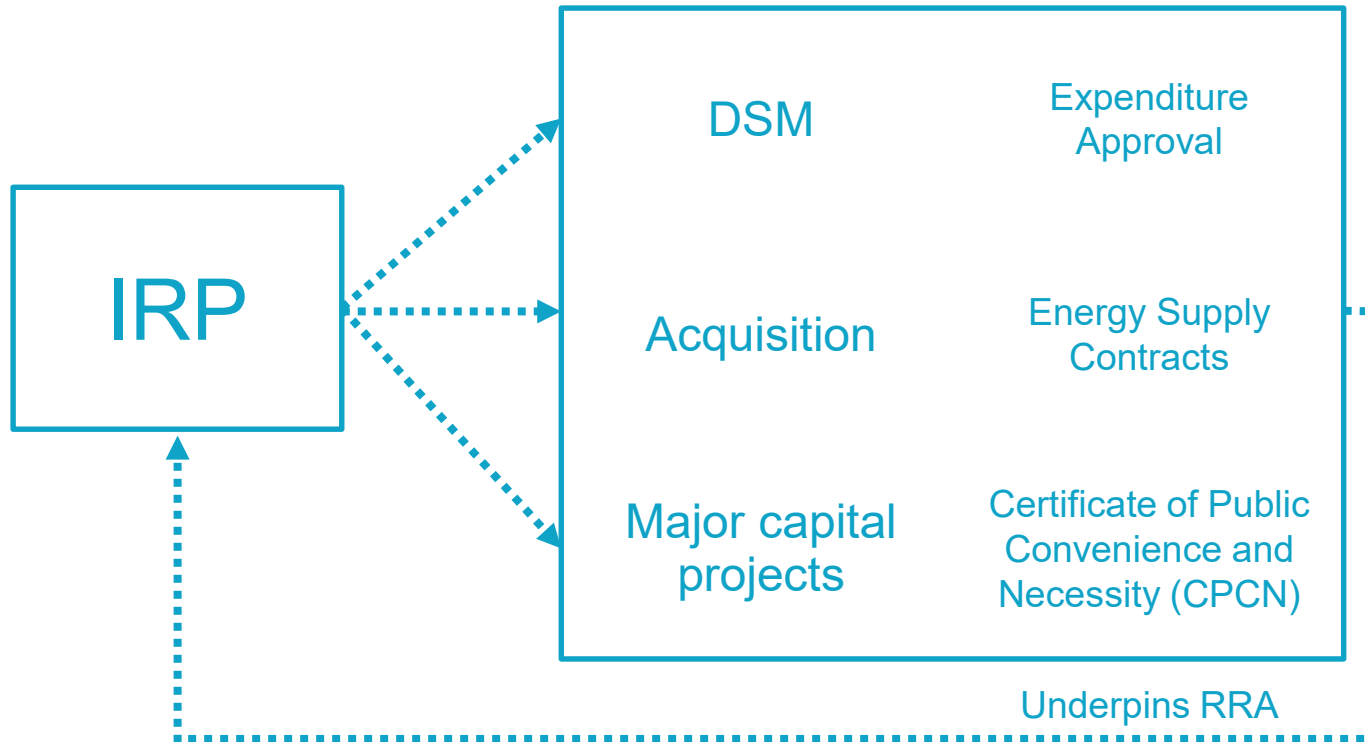 IRP
DSM
Expenditure
Approval
Acquisition
Energy Supply
Contracts
Major capital
projects
Certificate of Public
Convenience and
Necessity (CPCN)
Underpins RRA